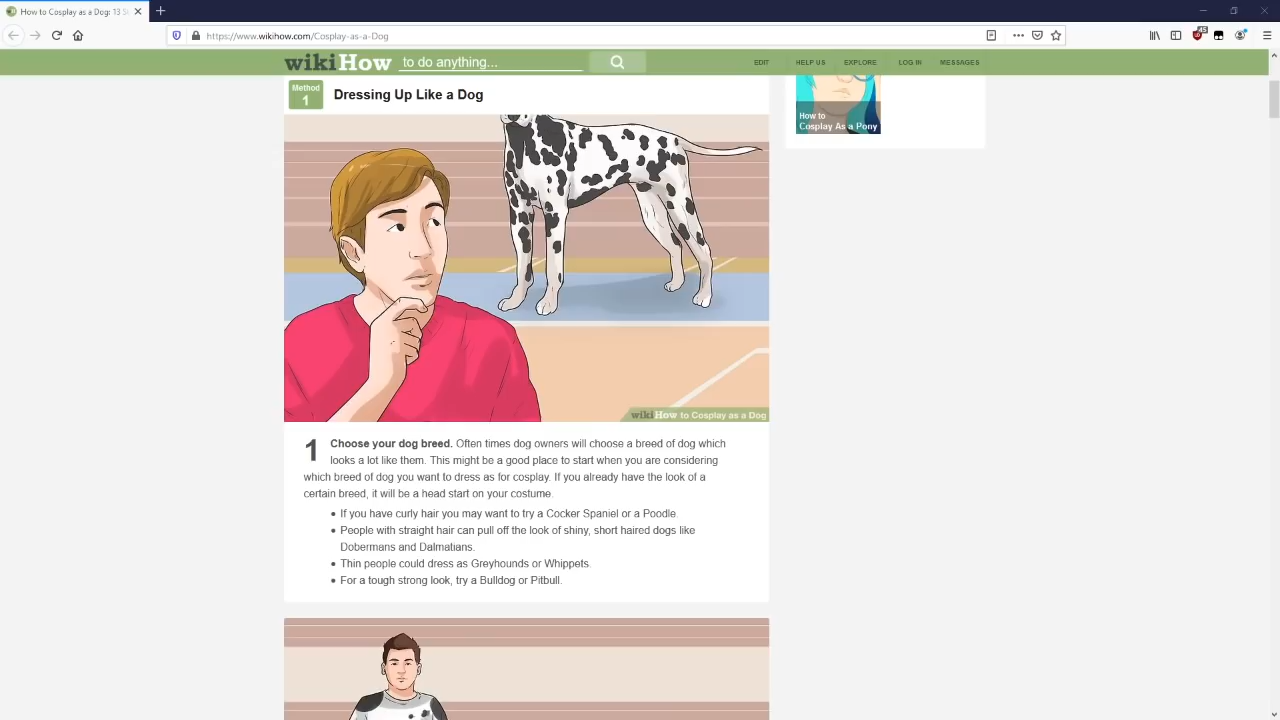 How to Cosplay as a Dog: 13 St
https://www.wikihow.com/Cosplay-as-a-Dog
wikiHow
to do anything...
EDIT
HELP US
EXPLORE
LOG IN
MESSAGES
Method
1
Dressing Up Like a Dog
How to
Cosplay As a Pony
wikiHow to Cosplay as a Dog
1
Choose your dog breed. Often times dog owners will choose a breed of dog which
looks a lot like them. This might be a good place to start when you are considering
which breed of dog you want to dress as for cosplay. If you already have the look of a
certain breed, it will be a head start on your costume.
If you have curly hair you may want to try a Cocker Spaniel or a Poodle.
People with straight hair can pull off the look of shiny, short haired dogs like
Dobermans and Dalmatians.
Thin people could dress as Greyhounds or Whippets.
For a tough strong look, try a Bulldog or Pitbull.